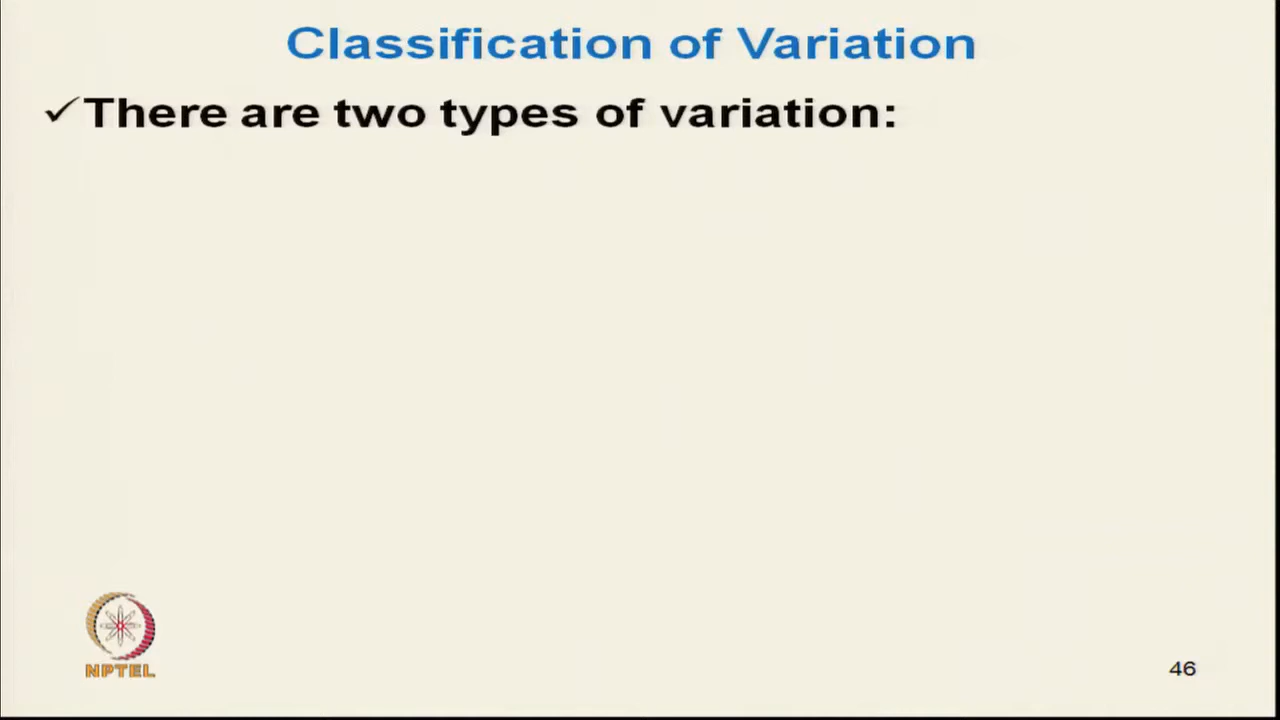 Classification of Variation
✓There are two types of variation:
NPTEL
46